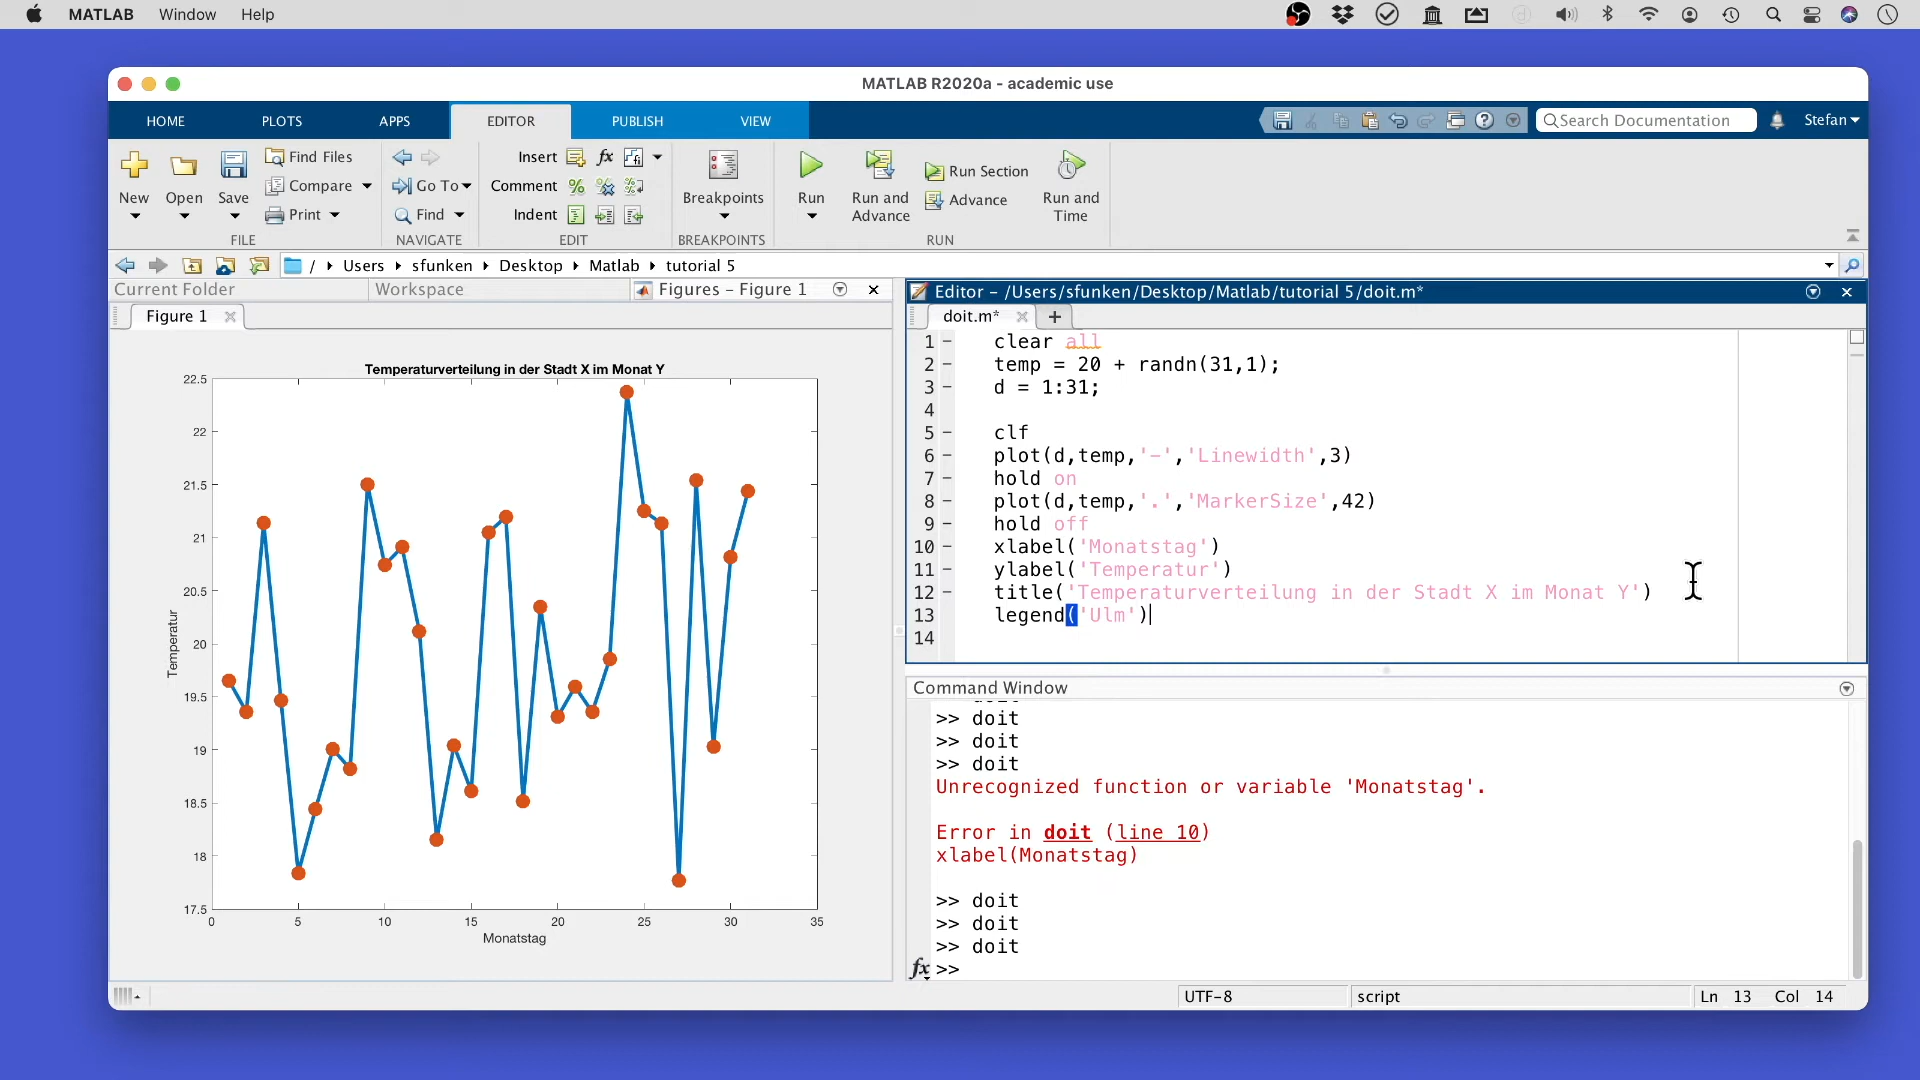 MATLAB Window Help
MATLAB R2020a - academic use
HOME PLOTS APPS EDITOR PUBLISH VIEW
Search Documentation Stefan
New Open Save
Find Files
Compare
Print
FILE
Go To
Find
NAVIGATE
Insert fx
Comment
Indent
EDIT
Breakpoints
BREAKPOINTS
Run
Run and
Advance
Run Section
Advance
Run and
Time
RUN
/ Users sfunken Desktop Matlab tutorial 5
Current Folder Workspace Figures – Figure 1
Figure 1
Temperaturverteilung in der Stadt X im Monat Y
22.5
22
21.5
21
20.5
20
19.5
19
18.5
18
17.5
Temperatur
0 5 10 15 20 25 30 35
Monatstag
Editor – /Users/sfunken/Desktop/Matlab/tutorial 5/doit.m*
doit.m* +
1 – clear all
2 – temp = 20 + randn(31,1);
3 – d = 1:31;
4
5 – clf
6 – plot(d,temp,'-','Linewidth',3)
7 – hold on
8 – plot(d,temp,'.','MarkerSize',42)
9 – hold off
10 – xlabel('Monatstag')
11 – ylabel('Temperatur')
12 – title('Temperaturverteilung in der Stadt X im Monat Y')
13 legend('Ulm')
14
Command Window
>> doit
>> doit
>> doit
Unrecognized function or variable 'Monatstag'.
Error in doit (line 10)
xlabel(Monatstag)
>> doit
>> doit
>> doit
fx >>
UTF-8 script Ln 13 Col 14